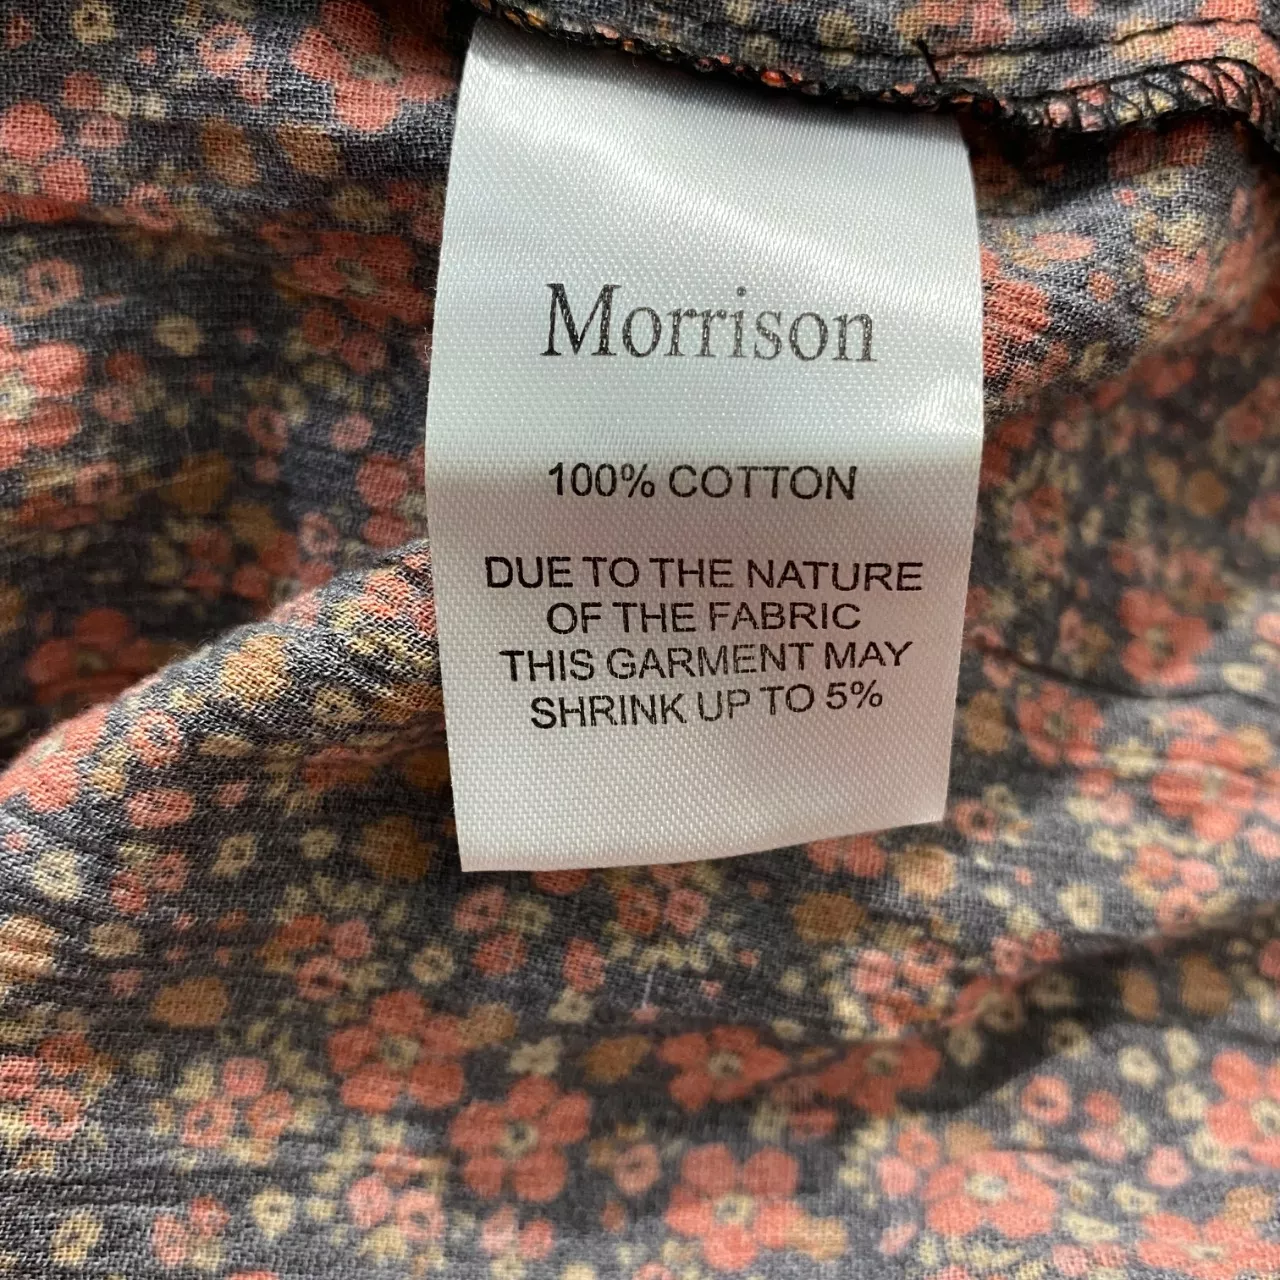 Morrison
100% COTTON
DUE TO THE NATURE
OF THE FABRIC
THIS GARMENT MAY
SHRINK UP TO 5%